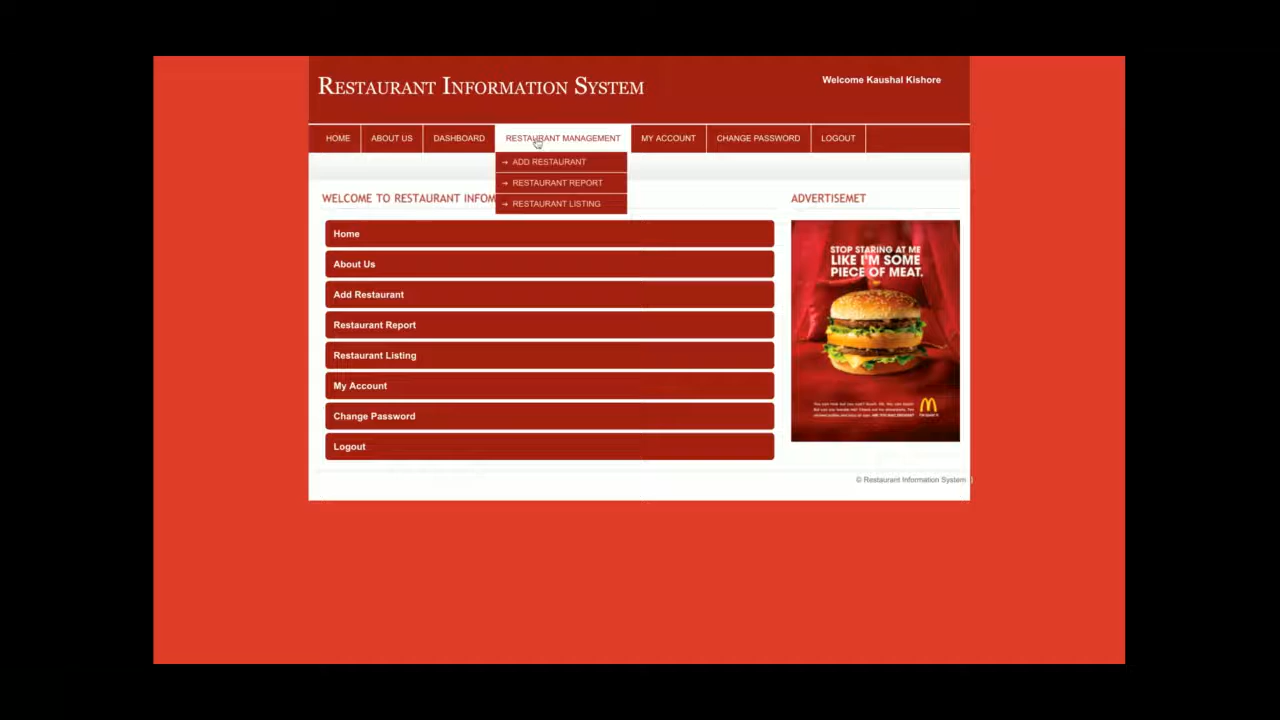 RESTAURANT INFORMATION SYSTEM
Welcome Kaushal Kishore
HOME
ABOUT US
DASHBOARD
RESTAURANT MANAGEMENT
MY ACCOUNT
CHANGE PASSWORD
LOGOUT
ADD RESTAURANT
RESTAURANT REPORT
RESTAURANT LISTING
WELCOME TO RESTAURANT INFOM
Home
About Us
Add Restaurant
Restaurant Report
Restaurant Listing
My Account
Change Password
Logout
ADVERTISEMET
STOP STARING AT ME
LIKE I'M SOME
PIECE OF MEAT.
© Restaurant Information System